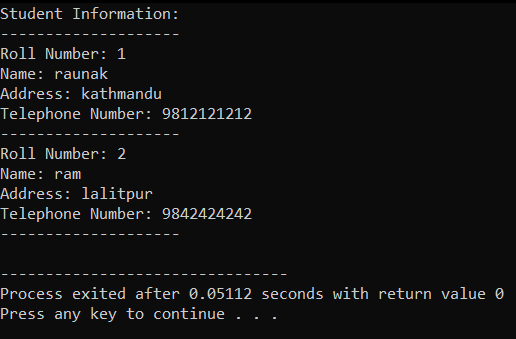 Student Information:
--------------------
Roll Number: 1
Name: raunak
Address: kathmandu
Telephone Number: 9812121212
--------------------
Roll Number: 2
Name: ram
Address: lalitpur
Telephone Number: 9842424242
--------------------
--------------------------------
Process exited after 0.05112 seconds with return value 0
Press any key to continue . . .